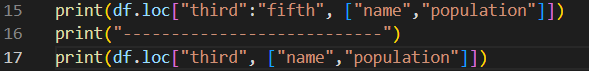 15 print(df.loc["third":"fifth", ["name","population"]])
16 print("---------------------------")
17 print(df.loc["third", ["name","population"]])